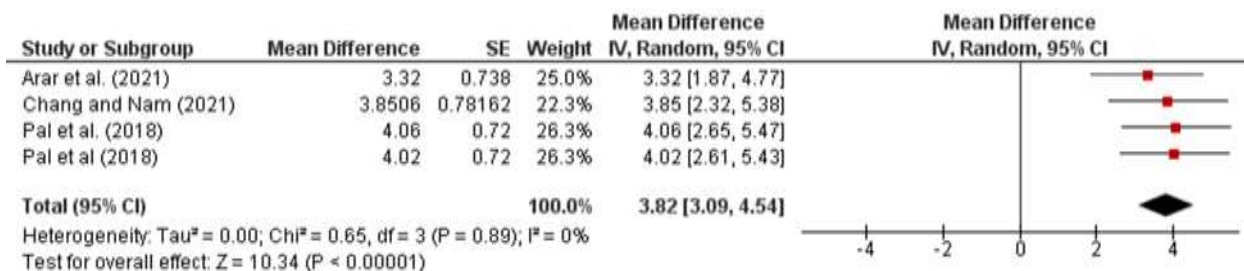 Mean Difference Mean Difference
Study or Subgroup Mean Difference SE Weight IV, Random, 95% CI IV, Random, 95% CI
Arar et al. (2021) 3.32 0.738 25.0% 3.32 [1.87, 4.77]
Chang and Nam (2021) 3.8506 0.78162 22.3% 3.85 [2.32, 5.38]
Pal et al. (2018) 4.06 0.72 26.3% 4.06 [2.65, 5.47]
Pal et al (2018) 4.02 0.72 26.3% 4.02 [2.61, 5.43]
Total (95% CI) 100.0% 3.82 [3.09, 4.54]
Heterogeneity: Tau² = 0.00; Chi² = 0.65, df = 3 (P = 0.89); I² = 0%
Test for overall effect: Z = 10.34 (P < 0.00001)
-4 -2 0 2 4